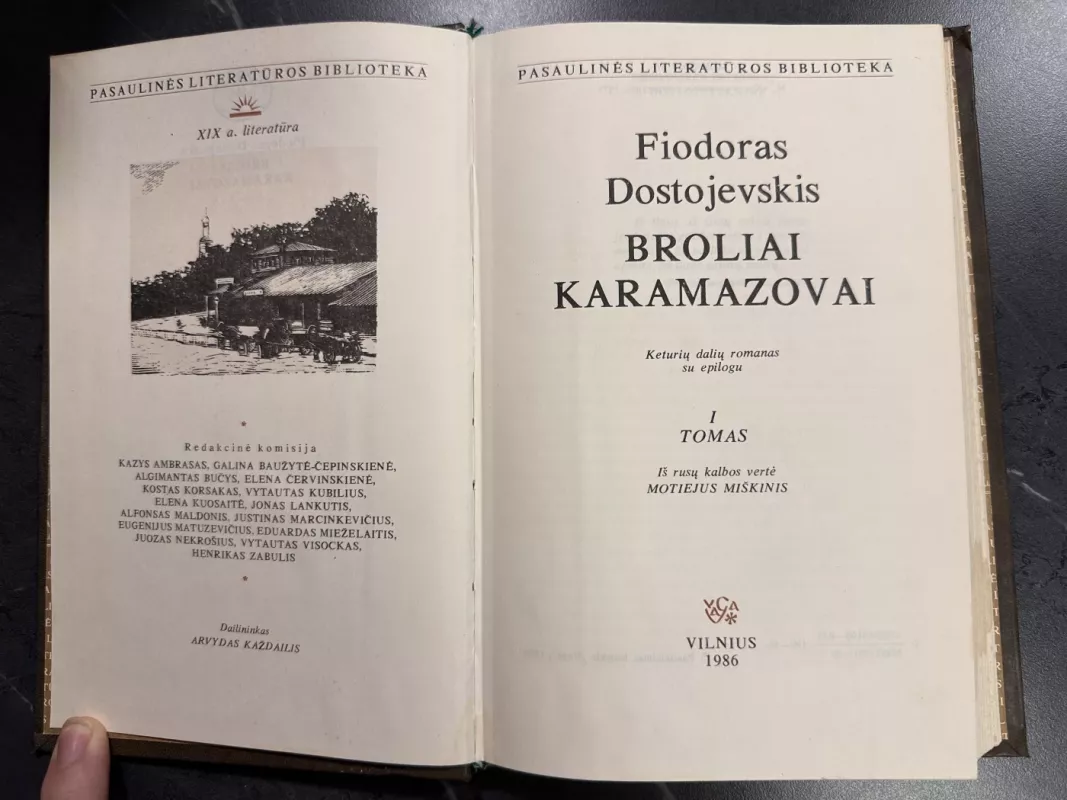 PASAULINĖS LITERATŪROS BIBLIOTEKA
XIX a. literatūra
*
Redakcinė komisija
KAZYS AMBRASAS, GALINA BAUŽYTĖ-ČEPINSKIENĖ,
ALGIMANTAS BUČYS, ELENA ČERVINSKIENĖ,
KOSTAS KORSAKAS, VYTAUTAS KUBILIUS,
ELENA KUOSAITĖ, JONAS LANKUTIS,
ALFONSAS MALDONIS, JUSTINAS MARCINKEVIČIUS,
EUGENIJUS MATUZEVIČIUS, EDUARDAS MIEŽELAITIS,
JUOZAS NEKROŠIUS, VYTAUTAS VISOCKAS,
HENRIKAS ZABULIS
*
Dailininkas
ARVYDAS KAŽDAILIS
PASAULINĖS LITERATŪROS BIBLIOTEKA
Fiodoras
Dostojevskis
BROLIAI
KARAMAZOVAI
Keturių dalių romanas
su epilogu
I
TOMAS
Iš rusų kalbos vertė
MOTIEJUS MIŠKINIS
VAGA
VILNIUS
1986